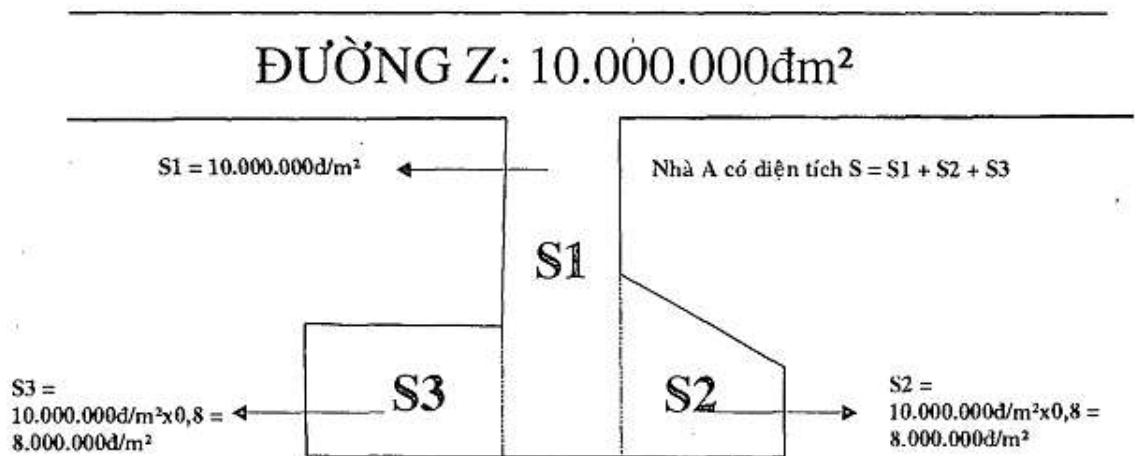 ĐƯỜNG Z: 10.000.000đm²
S1 = 10.000.000đ/m²
Nhà A có diện tích S = S1 + S2 + S3
S1
S3
S2
S3 =
10.000.000đ/m²x0,8 =
8.000.000đ/m²
S2 =
10.000.000đ/m²x0,8 =
8.000.000đ/m²